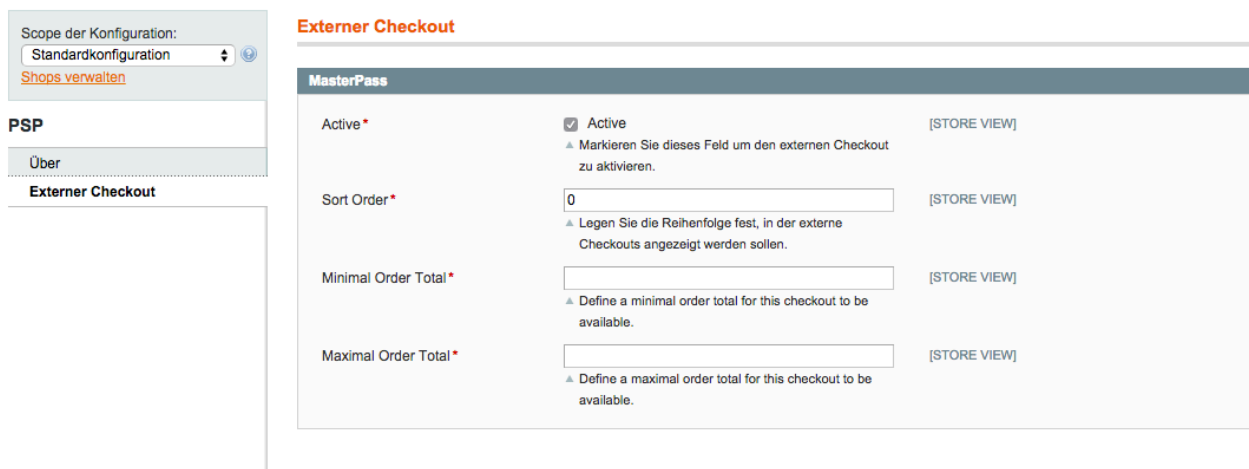 Scope der Konfiguration:
Standardkonfiguration
Shops verwalten
PSP
Über
Externer Checkout
Externer Checkout
MasterPass
Active* Active [STORE VIEW]
Markieren Sie dieses Feld um den externen Checkout
zu aktivieren.
Sort Order* 0 [STORE VIEW]
Legen Sie die Reihenfolge fest, in der externe
Checkouts angezeigt werden sollen.
Minimal Order Total* [STORE VIEW]
Define a minimal order total for this checkout to be
available.
Maximal Order Total* [STORE VIEW]
Define a maximal order total for this checkout to be
available.